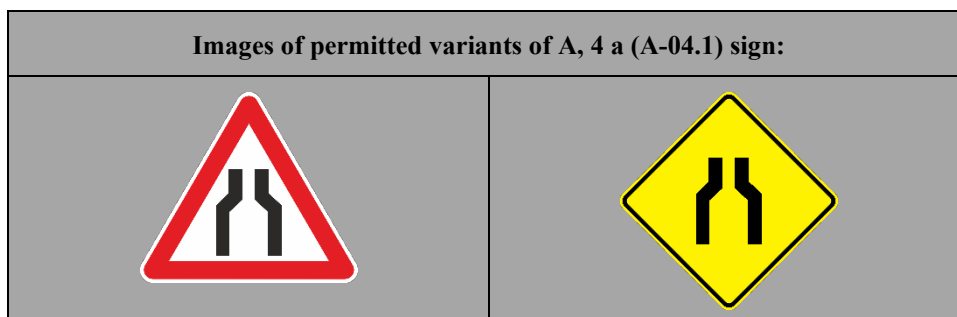 Images of permitted variants of A, 4 a (A-04.1) sign: